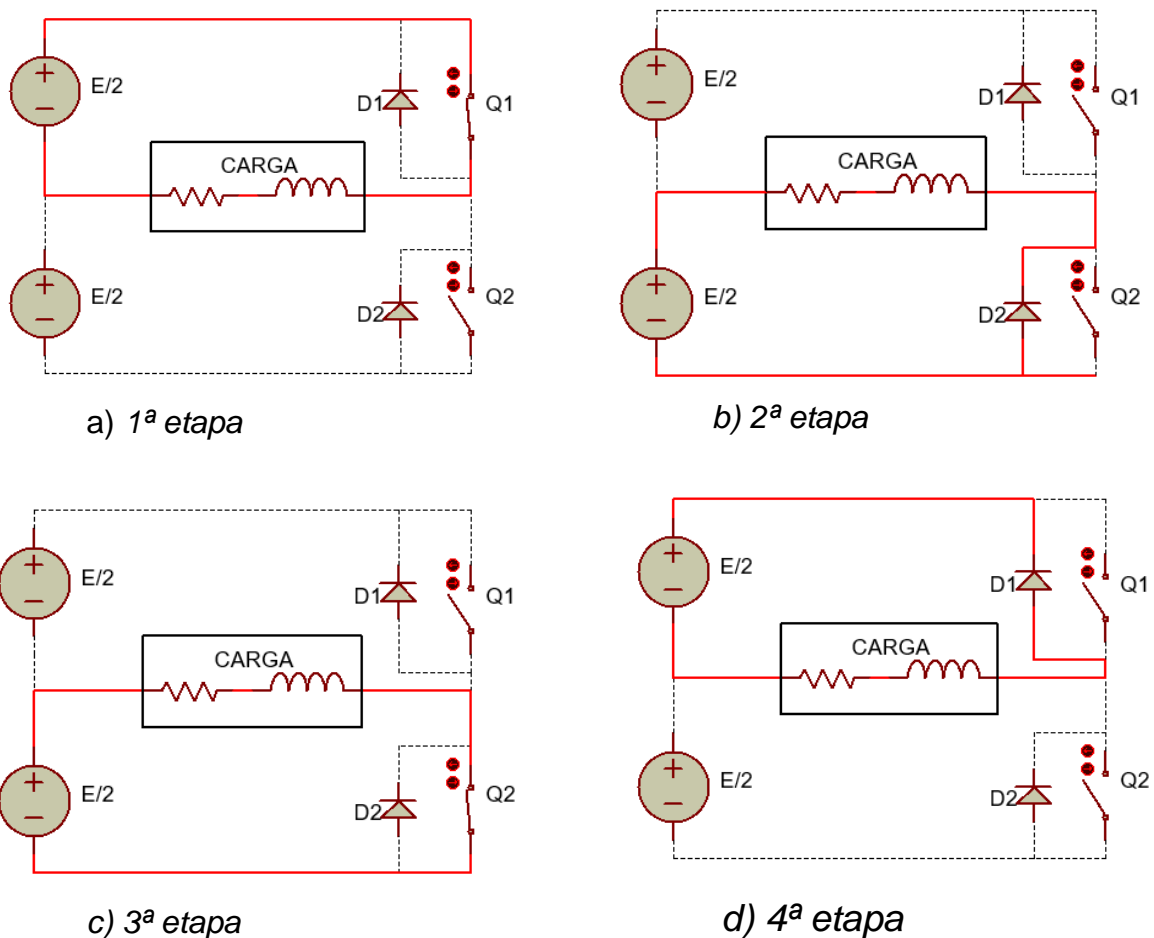 E/2
D1
Q1
CARGA
E/2
D2
Q2
a) 1ª etapa
E/2
D1
Q1
CARGA
E/2
D2
Q2
b) 2ª etapa
E/2
D1
Q1
CARGA
E/2
D2
Q2
c) 3ª etapa
E/2
D1
Q1
CARGA
E/2
D2
Q2
d) 4ª etapa